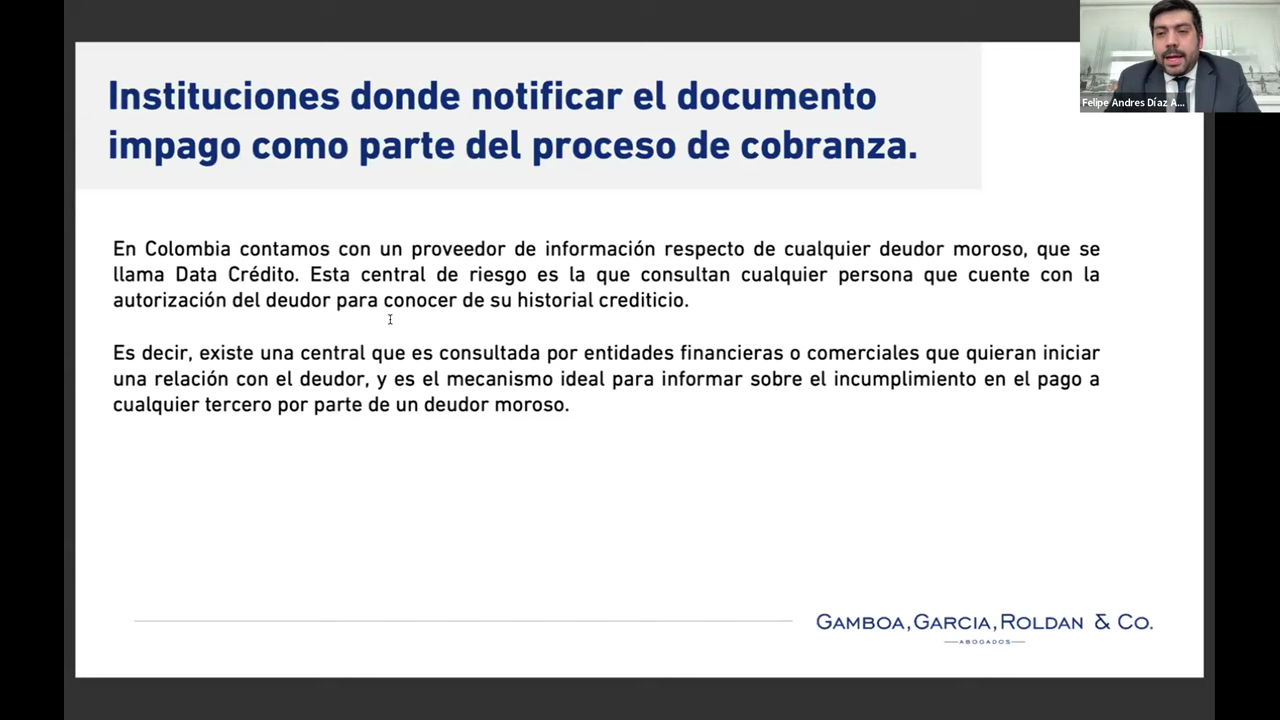 Instituciones donde notificar el documento
impago como parte del proceso de cobranza.
Felipe Andres Díaz A...
En Colombia contamos con un proveedor de información respecto de cualquier deudor moroso, que se
llama Data Crédito. Esta central de riesgo es la que consultan cualquier persona que cuente con la
autorización del deudor para conocer de su historial crediticio.
Es decir, existe una central que es consultada por entidades financieras o comerciales que quieran iniciar
una relación con el deudor, y es el mecanismo ideal para informar sobre el incumplimiento en el pago a
cualquier tercero por parte de un deudor moroso.
GAMBOA, GARCIA, ROLDAN & CO.
ABOGADOS